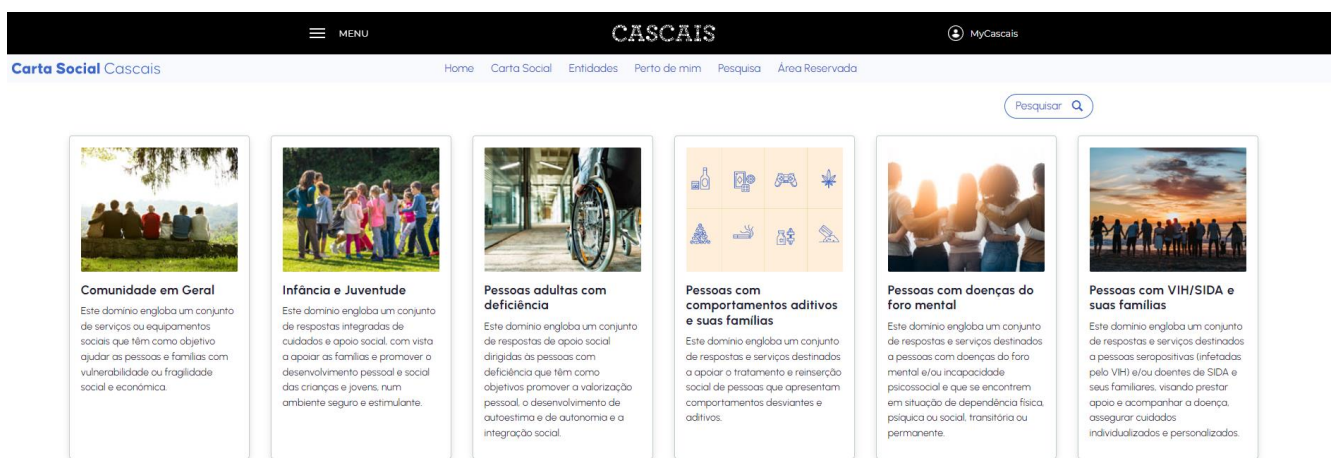 MENU
CASCAIS
MyCascais
Carta Social Cascais
Home Carta Social Entidades Perto de mim Pesquisa Área Reservada
Pesquisar
Comunidade em Geral
Este domínio engloba um conjunto
de serviços ou equipamentos
sociais que têm como objetivo
ajudar as pessoas e famílias com
vulnerabilidade ou fragilidade
social e económica.
Infância e Juventude
Este domínio engloba um conjunto
de respostas integradas de
cuidados e apoio social, com vista
a apoiar as famílias e promover o
desenvolvimento pessoal e social
das crianças e jovens, num
ambiente seguro e estimulante.
Pessoas adultas com
deficiência
Este domínio engloba um conjunto
de respostas de apoio social
dirigidas às pessoas com
deficiência que têm como
objetivos promover a valorização
pessoal, o desenvolvimento de
autoestima e de autonomia e a
integração social.
Pessoas com
comportamentos aditivos
e suas famílias
Este domínio engloba um conjunto
de respostas e serviços destinados
a apoiar o tratamento e reinserção
social de pessoas que apresentam
comportamentos desviantes e
aditivos.
Pessoas com doenças do
foro mental
Este domínio engloba um conjunto
de respostas e serviços destinados
a pessoas com doenças do foro
mental e/ou incapacidade
psicossocial e que se encontrem
em situação de dependência física,
psíquica ou social, transitória ou
permanente.
Pessoas com VIH/SIDA e
suas famílias
Este domínio engloba um conjunto
de respostas e serviços destinados
a pessoas seropositivas (infetadas
pelo VIH) e/ou doentes de SIDA e
seus familiares, visando prestar
apoio e acompanhar a doença,
assegurar cuidados
individualizados e personalizados.